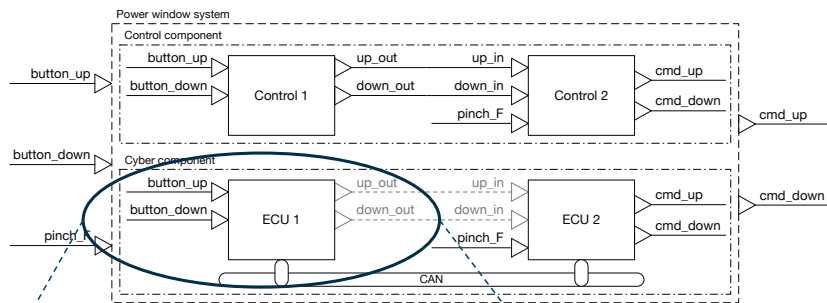 Power window system
Control component
button_up
up_out
up_in
cmd_up
button_up
button_down
Control 1
down_out
down_in
Control 2
cmd_down
pinch_F
cmd_up
button_down
Cyber component
button_up
up_out
up_in
cmd_up
cmd_down
button_down
ECU 1
down_out
down_in
ECU 2
cmd_down
pinch_F
pinch_F
CAN